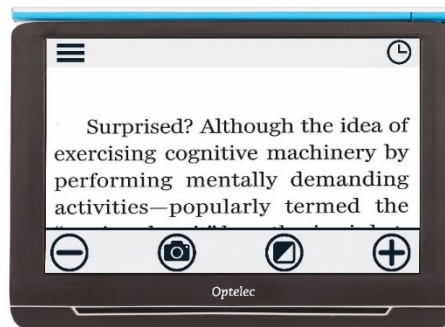 Surprised? Although the idea of
exercising cognitive machinery by
performing mentally demanding
activities—popularly termed the
Optelec